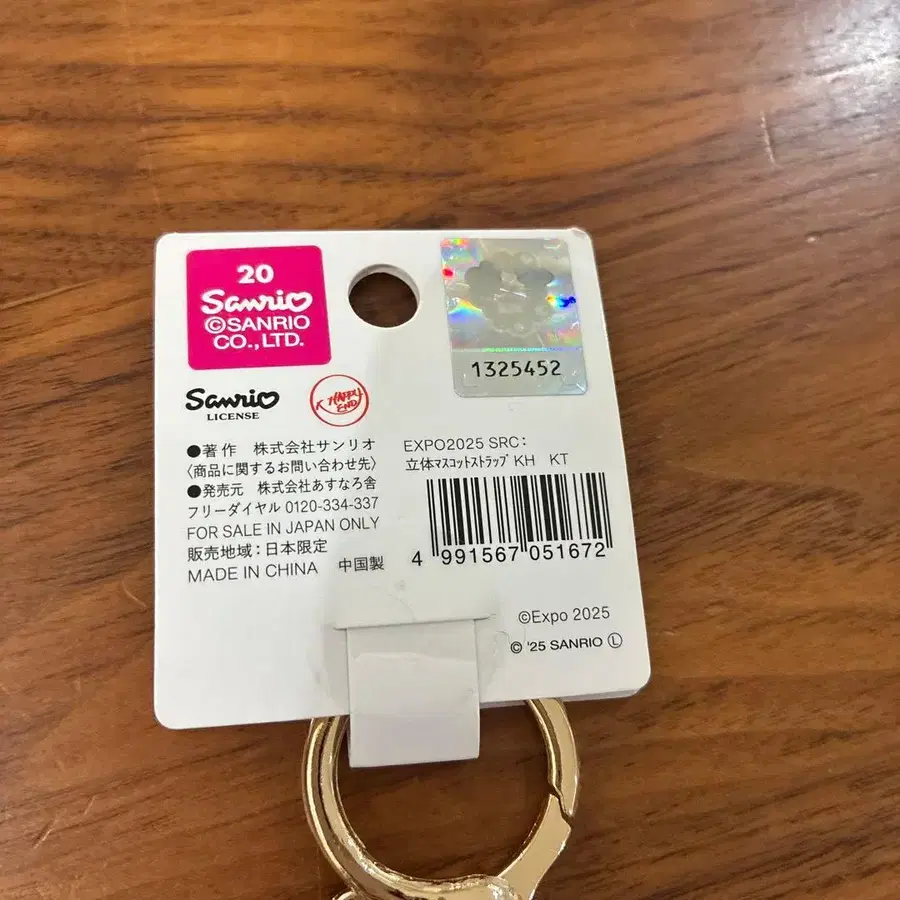 20
Sanrio
©SANRIO
CO., LTD.
1325452
Sanrio
LICENSE
K HAPPY
END
●著作 株式会社サンリオ
〈商品に関するお問い合わせ先〉
●発売元 株式会社あすなろ舎
フリーダイヤル 0120-334-337
FOR SALE IN JAPAN ONLY
販売地域：日本限定
MADE IN CHINA 中国製
EXPO2025 SRC：
立体ﾏｽｺｯﾄｽﾄﾗｯﾌﾟ KH KT
4 991567 051672
©Expo 2025
© '25 SANRIO Ⓛ